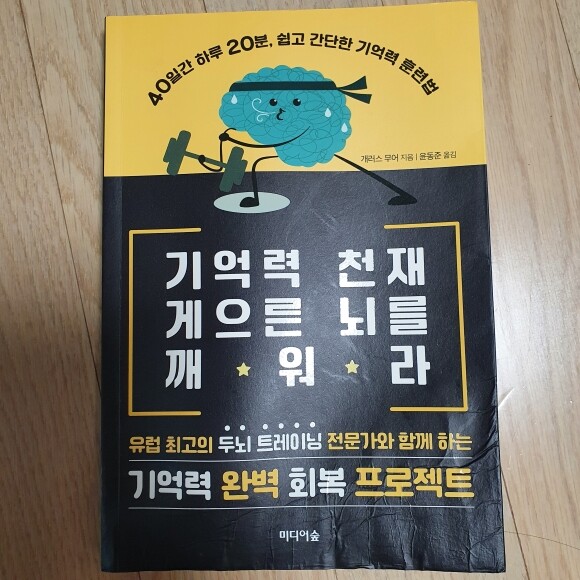 40일간 하루 20분, 쉽고 간단한 기억력 훈련법
개러스 무어 지음 | 윤동준 옮김
기억력 천재
게으른 뇌를
깨★워★라
유럽 최고의 두뇌 트레이닝 전문가와 함께 하는
기억력 완벽 회복 프로젝트
미디어숲